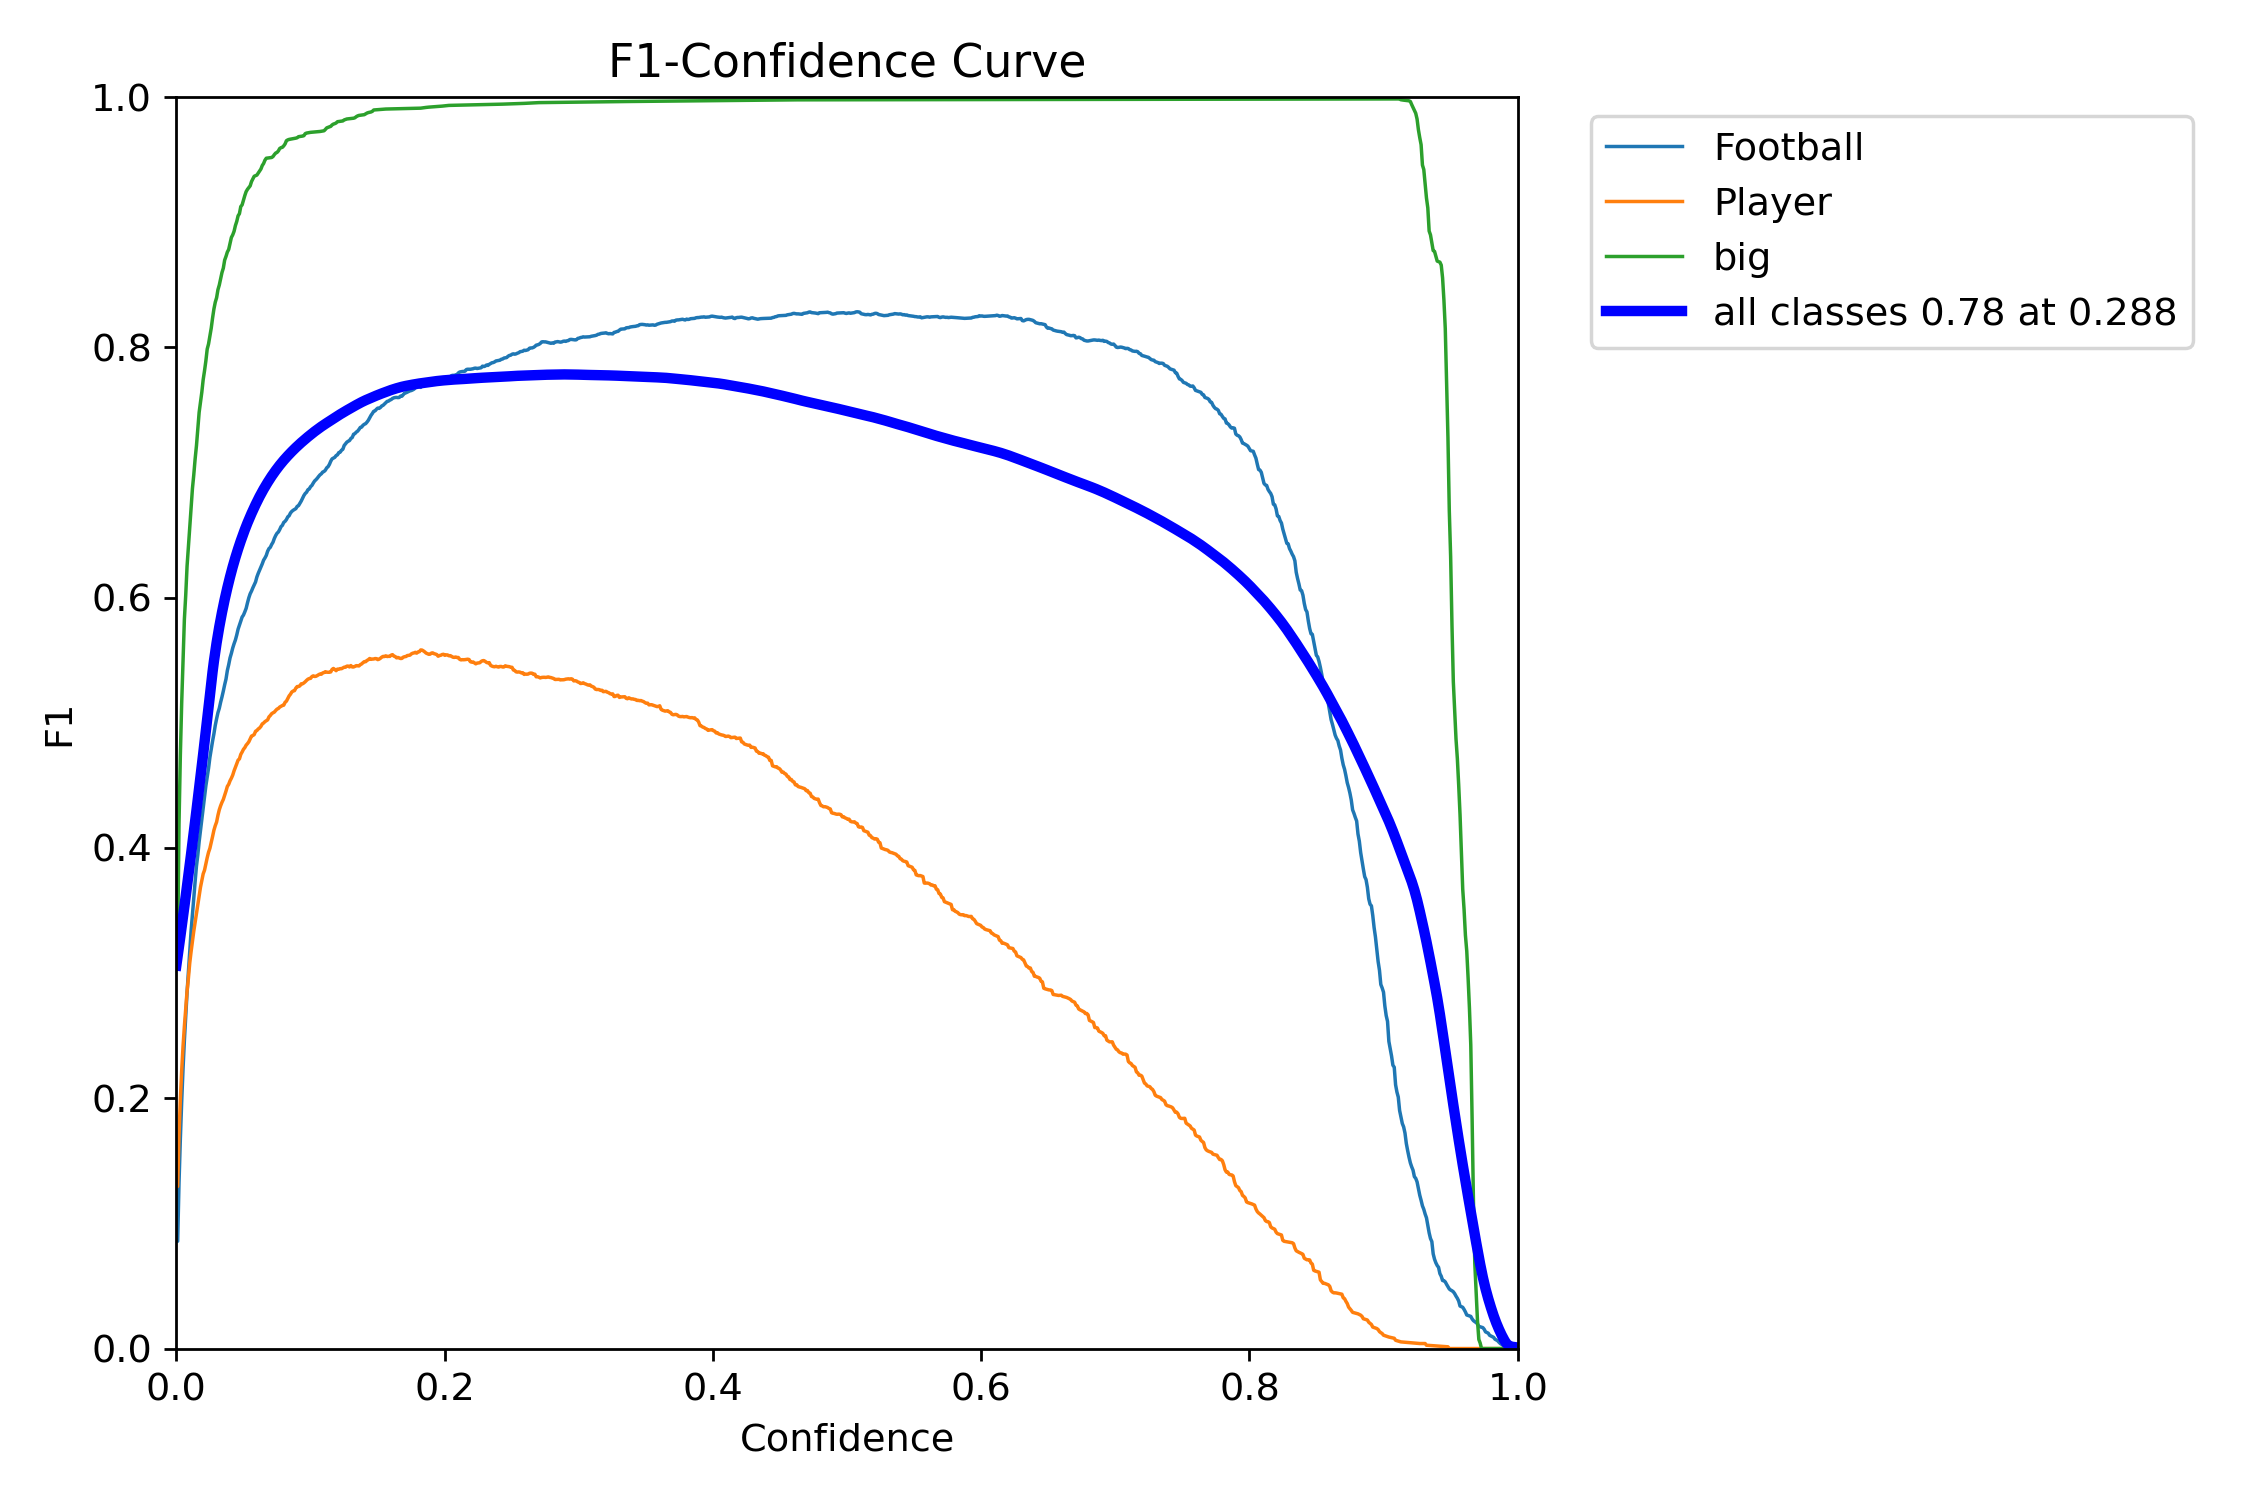 F1-Confidence Curve
1.0
0.8
0.6
0.4
0.2
0.0
F1
0.0 0.2 0.4 0.6 0.8 1.0
Confidence
Football
Player
big
all classes 0.78 at 0.288